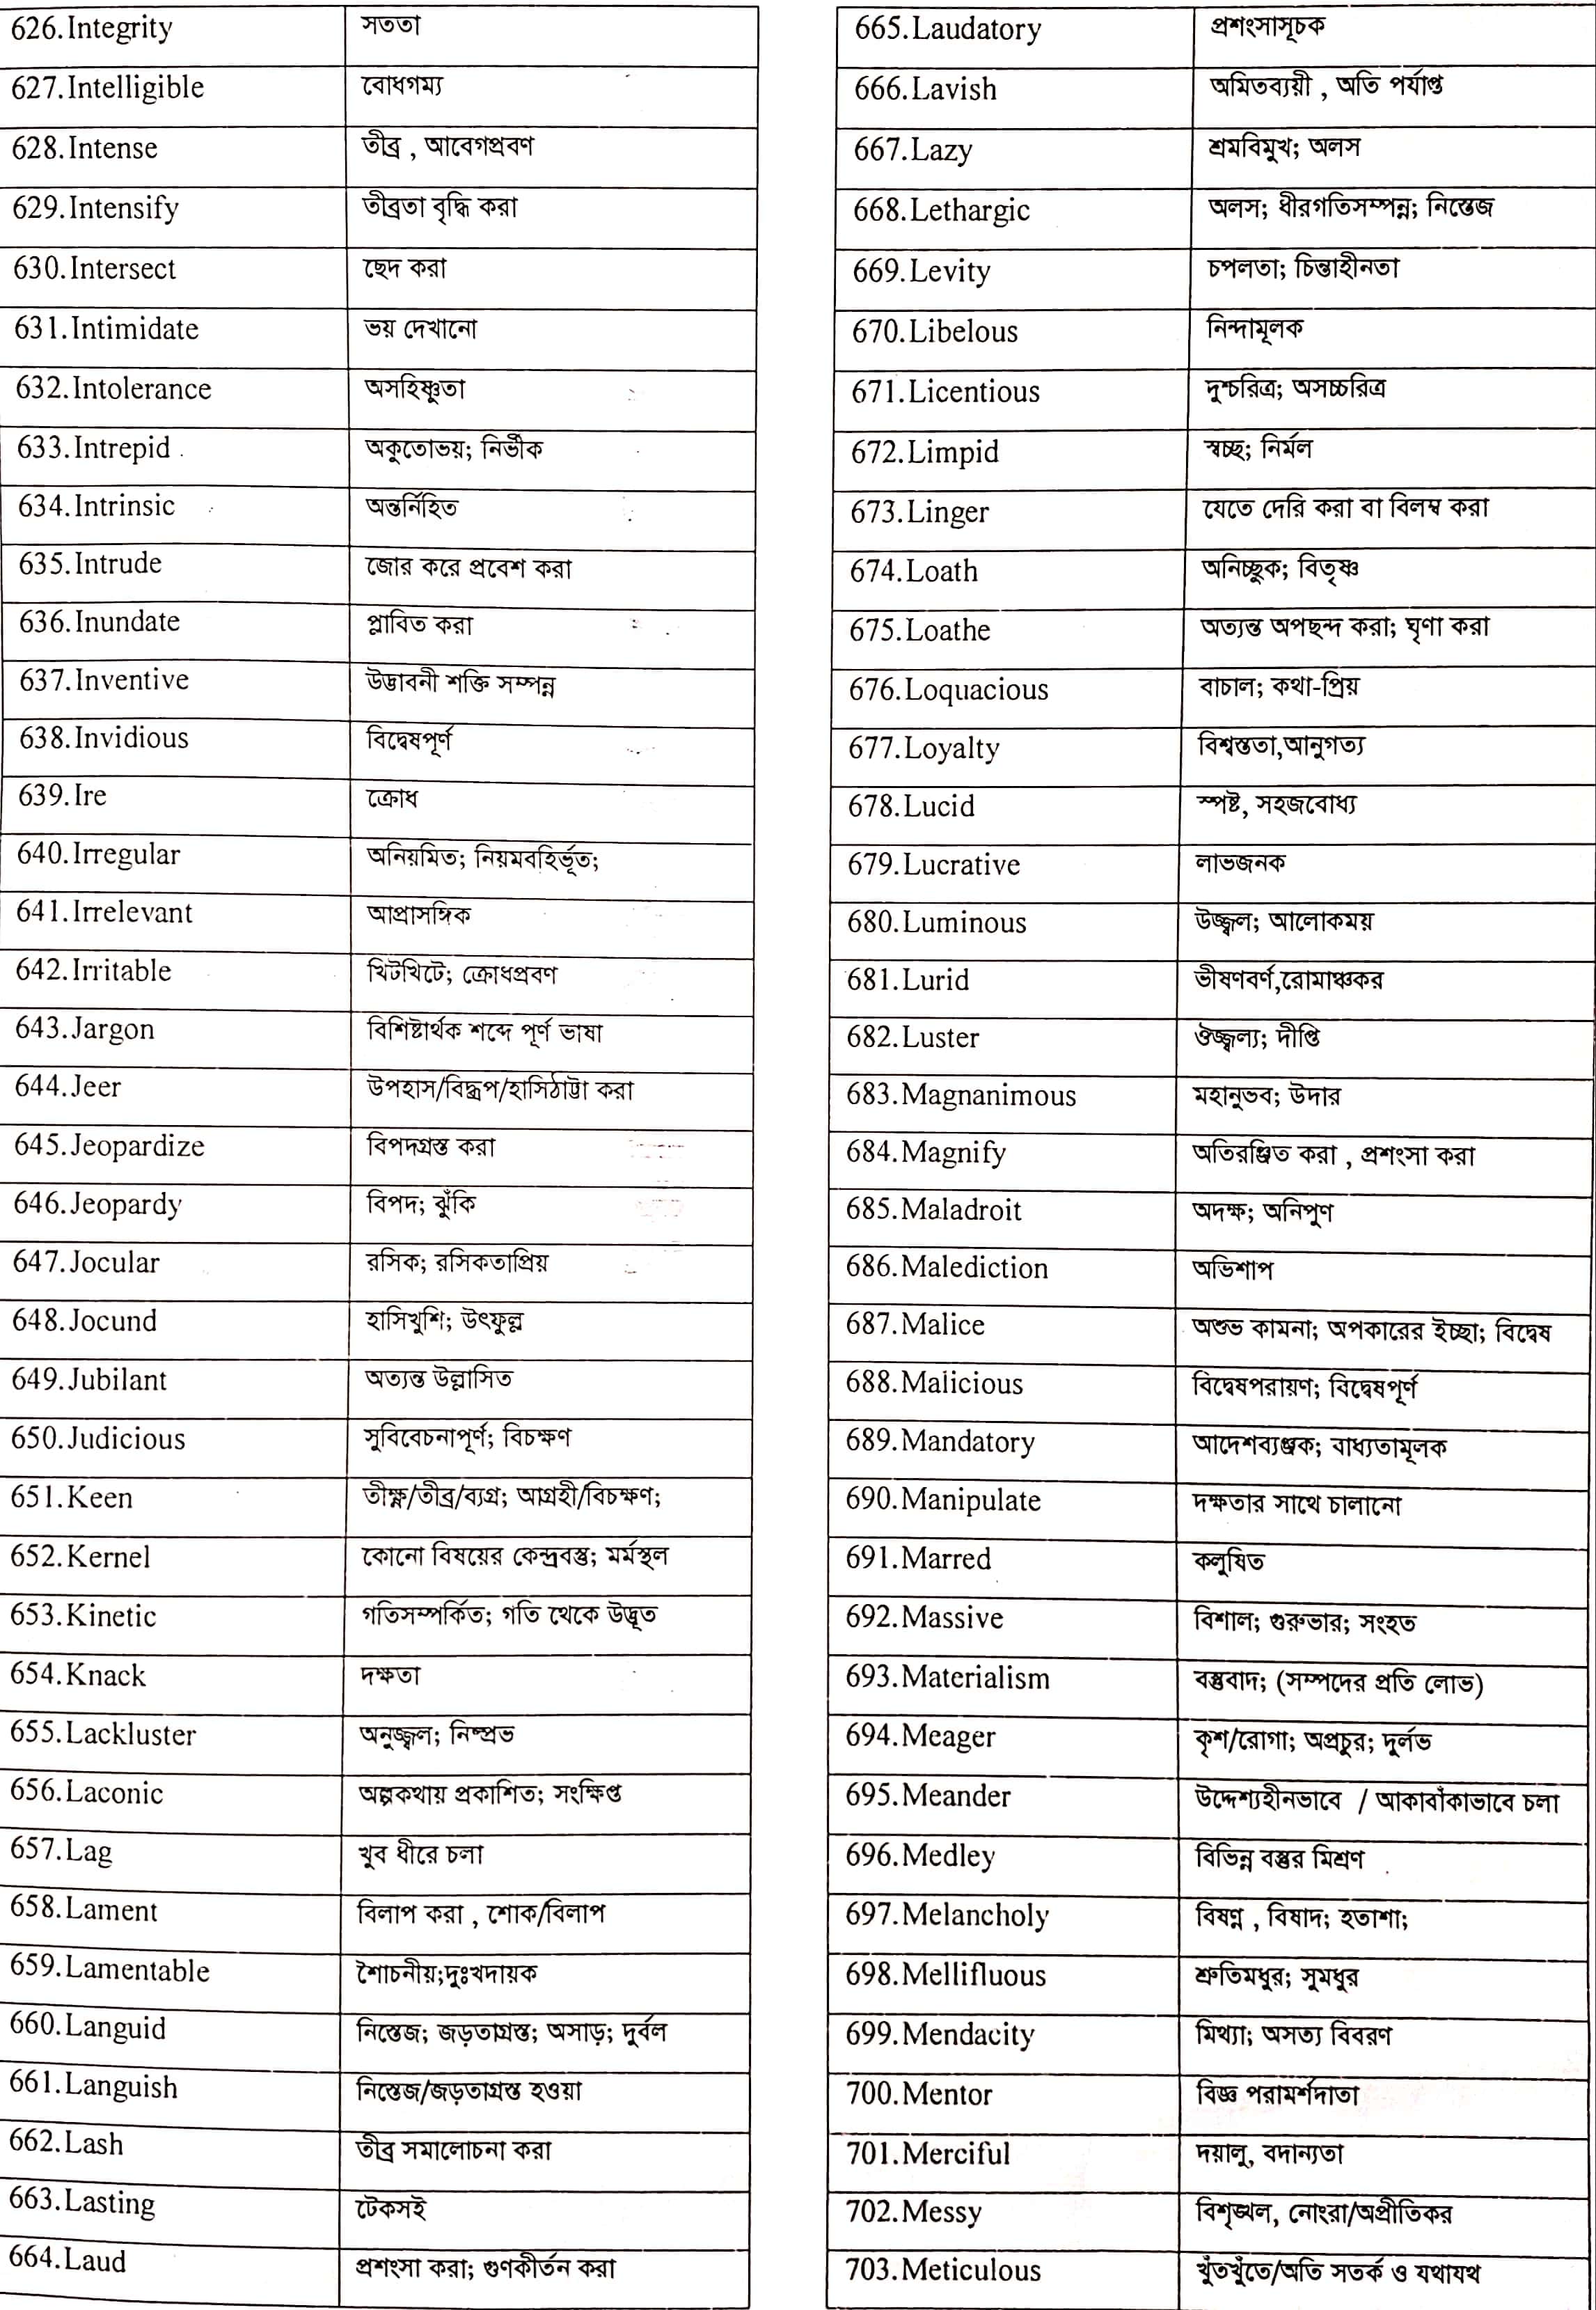 626.Integrity সততা
627.Intelligible বোধগম্য
628.Intense তীব্র , আবেগপ্রবণ
629.Intensify তীব্রতা বৃদ্ধি করা
630.Intersect ছেদ করা
631.Intimidate ভয় দেখানো
632.Intolerance অসহিষ্ণুতা
633.Intrepid অকুতোভয়; নির্ভীক
634.Intrinsic অন্তর্নিহিত
635.Intrude জোর করে প্রবেশ করা
636.Inundate প্লাবিত করা
637.Inventive উদ্ভাবনী শক্তি সম্পন্ন
638.Invidious বিদ্বেষপূর্ণ
639.Ire ক্রোধ
640.Irregular অনিয়মিত; নিয়মবহির্ভূত;
641.Irrelevant আপ্রাসঙ্গিক
642.Irritable খিটখিটে; ক্রোধপ্রবণ
643.Jargon বিশিষ্টার্থক শব্দে পূর্ণ ভাষা
644.Jeer উপহাস/বিদ্রূপ/হাসিঠাট্টা করা
645.Jeopardize বিপদগ্রস্ত করা
646.Jeopardy বিপদ; ঝুঁকি
647.Jocular রসিক; রসিকতাপ্রিয়
648.Jocund হাসিখুশি; উৎফুল্ল
649.Jubilant অত্যন্ত উল্লাসিত
650.Judicious সুবিবেচনাপূর্ণ; বিচক্ষণ
651.Keen তীক্ষ্ণ/তীব্র/ব্যগ্র; আগ্রহী/বিচক্ষণ;
652.Kernel কোনো বিষয়ের কেন্দ্রবস্তু; মর্মস্থল
653.Kinetic গতিসম্পর্কিত; গতি থেকে উদ্ভূত
654.Knack দক্ষতা
655.Lackluster অনুজ্জ্বল; নিষ্প্রভ
656.Laconic অল্পকথায় প্রকাশিত; সংক্ষিপ্ত
657.Lag খুব ধীরে চলা
658.Lament বিলাপ করা , শোক/বিলাপ
659.Lamentable শৈাচনীয়;দুঃখদায়ক
660.Languid নিস্তেজ; জড়তাগ্রস্ত; অসাড়; দুর্বল
661.Languish নিস্তেজ/জড়তাগ্রস্ত হওয়া
662.Lash তীব্র সমালোচনা করা
663.Lasting টেকসই
664.Laud প্রশংসা করা; গুণকীর্তন করা
665.Laudatory প্রশংসাসূচক
666.Lavish অমিতব্যয়ী , অতি পর্যাপ্ত
667.Lazy শ্রমবিমুখ; অলস
668.Lethargic অলস; ধীরগতিসম্পন্ন; নিস্তেজ
669.Levity চপলতা; চিন্তাহীনতা
670.Libelous নিন্দামূলক
671.Licentious দুশ্চরিত্র; অসচ্চরিত্র
672.Limpid স্বচ্ছ; নির্মল
673.Linger যেতে দেরি করা বা বিলম্ব করা
674.Loath অনিচ্ছুক; বিতৃষ্ণ
675.Loathe অত্যন্ত অপছন্দ করা; ঘৃণা করা
676.Loquacious বাচাল; কথা-প্রিয়
677.Loyalty বিশ্বস্ততা,আনুগত্য
678.Lucid স্পষ্ট, সহজবোধ্য
679.Lucrative লাভজনক
680.Luminous উজ্জ্বল; আলোকময়
681.Lurid ভীষণবর্ণ,রোমাঞ্চকর
682.Luster ঔজ্জ্বল্য; দীপ্তি
683.Magnanimous মহানুভব; উদার
684.Magnify অতিরঞ্জিত করা , প্রশংসা করা
685.Maladroit অদক্ষ; অনিপুণ
686.Malediction অভিশাপ
687.Malice অশুভ কামনা; অপকারের ইচ্ছা; বিদ্বেষ
688.Malicious বিদ্বেষপরায়ণ; বিদ্বেষপূর্ণ
689.Mandatory আদেশব্যঞ্জক; বাধ্যতামূলক
690.Manipulate দক্ষতার সাথে চালানো
691.Marred কলুষিত
692.Massive বিশাল; গুরুভার; সংহত
693.Materialism বস্তুবাদ; (সম্পদের প্রতি লোভ)
694.Meager কৃশ/রোগা; অপ্রচুর; দুর্লভ
695.Meander উদ্দেশ্যহীনভাবে / আকাবাঁকাভাবে চলা
696.Medley বিভিন্ন বস্তুর মিশ্রণ
697.Melancholy বিষণ্ণ , বিষাদ; হতাশা;
698.Mellifluous শ্রুতিমধুর; সুমধুর
699.Mendacity মিথ্যা; অসত্য বিবরণ
700.Mentor বিজ্ঞ পরামর্শদাতা
701.Merciful দয়ালু, বদান্যতা
702.Messy বিশৃঙ্খল, নোংরা/অপ্রীতিকর
703.Meticulous খুঁতখুঁতে/অতি সতর্ক ও যথাযথ